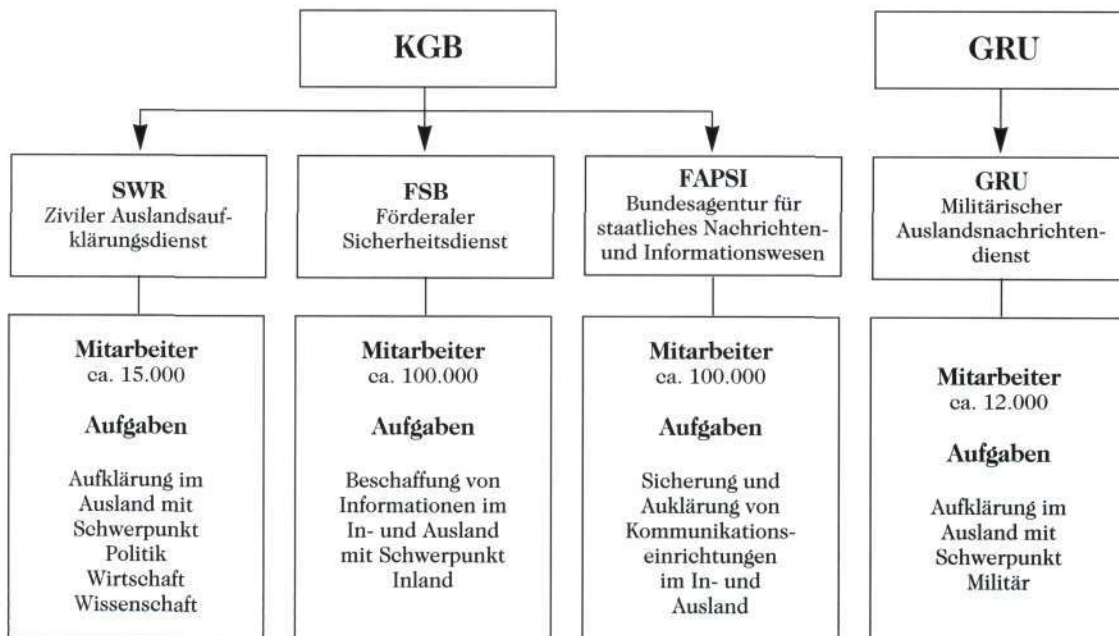 KGB
GRU
SWR
Ziviler Auslandsauf-
klärungsdienst
FSB
Förderaler
Sicherheitsdienst
FAPSI
Bundesagentur für
staatliches Nachrichten-
und Informationswesen
GRU
Militärischer
Auslandsnachrichten-
dienst
Mitarbeiter
ca. 15.000
Aufgaben
Aufklärung im
Ausland mit
Schwerpunkt
Politik
Wirtschaft
Wissenschaft
Mitarbeiter
ca. 100.000
Aufgaben
Beschaffung von
Informationen im
In- und Ausland
mit Schwerpunkt
Inland
Mitarbeiter
ca. 100.000
Aufgaben
Sicherung und
Auklärung von
Kommunikations-
einrichtungen
im In- und
Ausland
Mitarbeiter
ca. 12.000
Aufgaben
Aufklärung im
Ausland mit
Schwerpunkt
Militär